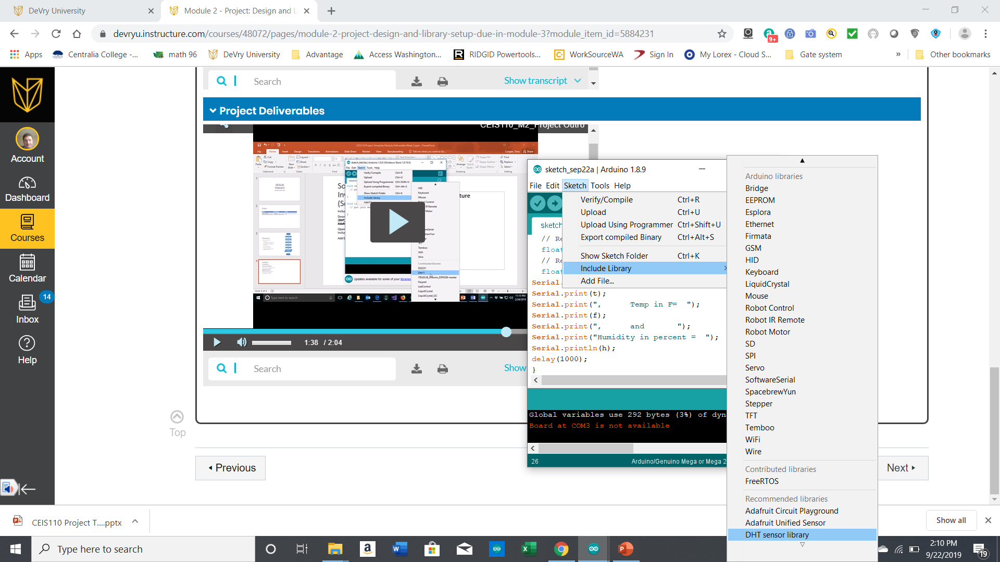 DeVry University
Module 2 - Project: Design and L
devryu.instructure.com/courses/48072/pages/module-2-project-design-and-library-setup-due-in-module-3?module_item_id=5884231
9+
Apps
Centralia College -...
math 96
DeVry University
Advantage
Access Washington...
RIDGID Powertools...
WorkSourceWA
Sign In
My Lorex - Cloud S...
Gate system
»
Other bookmarks
Account
Dashboard
Courses
Calendar
14
Inbox
Help
Search
Show transcript
Project Deliverables
CEIS110_M2_Project Outro
1:38 / 2:04
Search
Show
Top
Previous
Next
sketch_sep22a | Arduino 1.8.9
File Edit Sketch Tools Help
Verify/Compile Ctrl+R
Upload Ctrl+U
Upload Using Programmer Ctrl+Shift+U
Export compiled Binary Ctrl+Alt+S
Show Sketch Folder Ctrl+K
Include Library
Add File...
sketch
// Re
float
// Re
float
Serial.
Serial.print(t);
Serial.print(", Temp in F= ");
Serial.print(f);
Serial.print(", and ");
Serial.print("Humidity in percent = ");
Serial.println(h);
delay(1000);
}
Global variables use 292 bytes (3%) of dyn
Board at COM3 is not available
26
Arduino/Genuino Mega or Mega 2
Arduino libraries
Bridge
EEPROM
Esplora
Ethernet
Firmata
GSM
HID
Keyboard
LiquidCrystal
Mouse
Robot Control
Robot IR Remote
Robot Motor
SD
SPI
Servo
SoftwareSerial
SpacebrewYun
Stepper
TFT
Temboo
WiFi
Wire
Contributed libraries
FreeRTOS
Recommended libraries
Adafruit Circuit Playground
Adafruit Unified Sensor
DHT sensor library
CEIS110 Project T....pptx
Show all
Type here to search
2:10 PM
9/22/2019
19